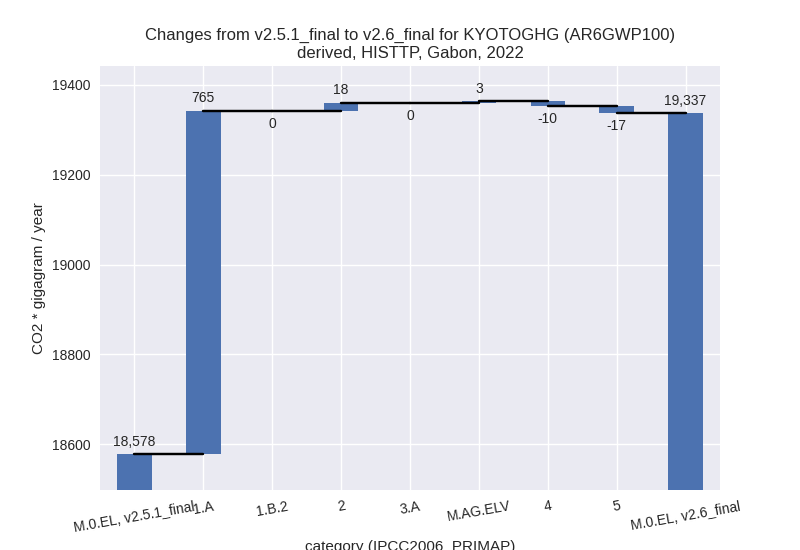 Changes from v2.5.1_final to v2.6_final for KYOTOGHG (AR6GWP100)
derived, HISTTP, Gabon, 2022
CO2 * gigagram / year
19400
19200
19000
18800
18600
18,578
765
0
18
0
3
-10
-17
19,337
M.0.EL, v2.5.1_final
1.A
1.B.2
2
3.A
M.AG.ELV
4
5
M.0.EL, v2.6_final
category (IPCC2006_PRIMAP)